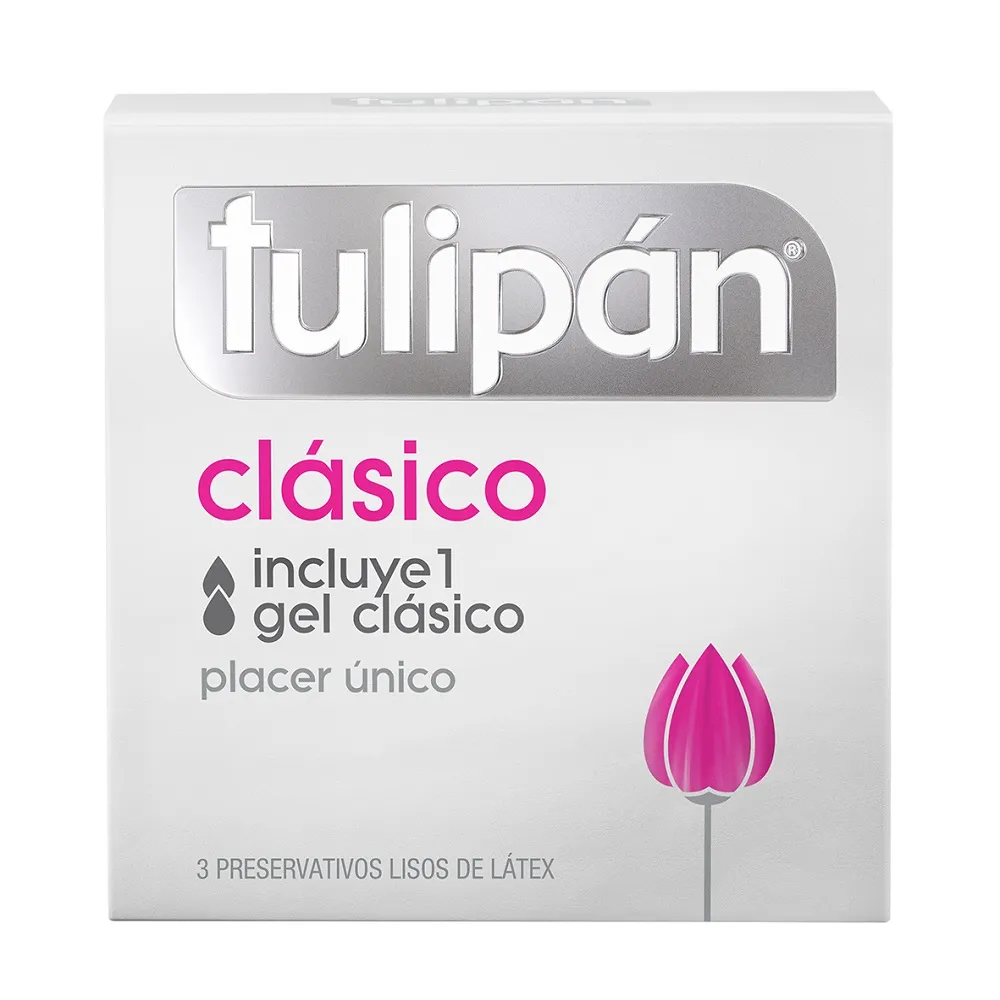 tulipán
tulipán®
clásico
incluye 1
gel clásico
placer único
3 PRESERVATIVOS LISOS DE LÁTEX